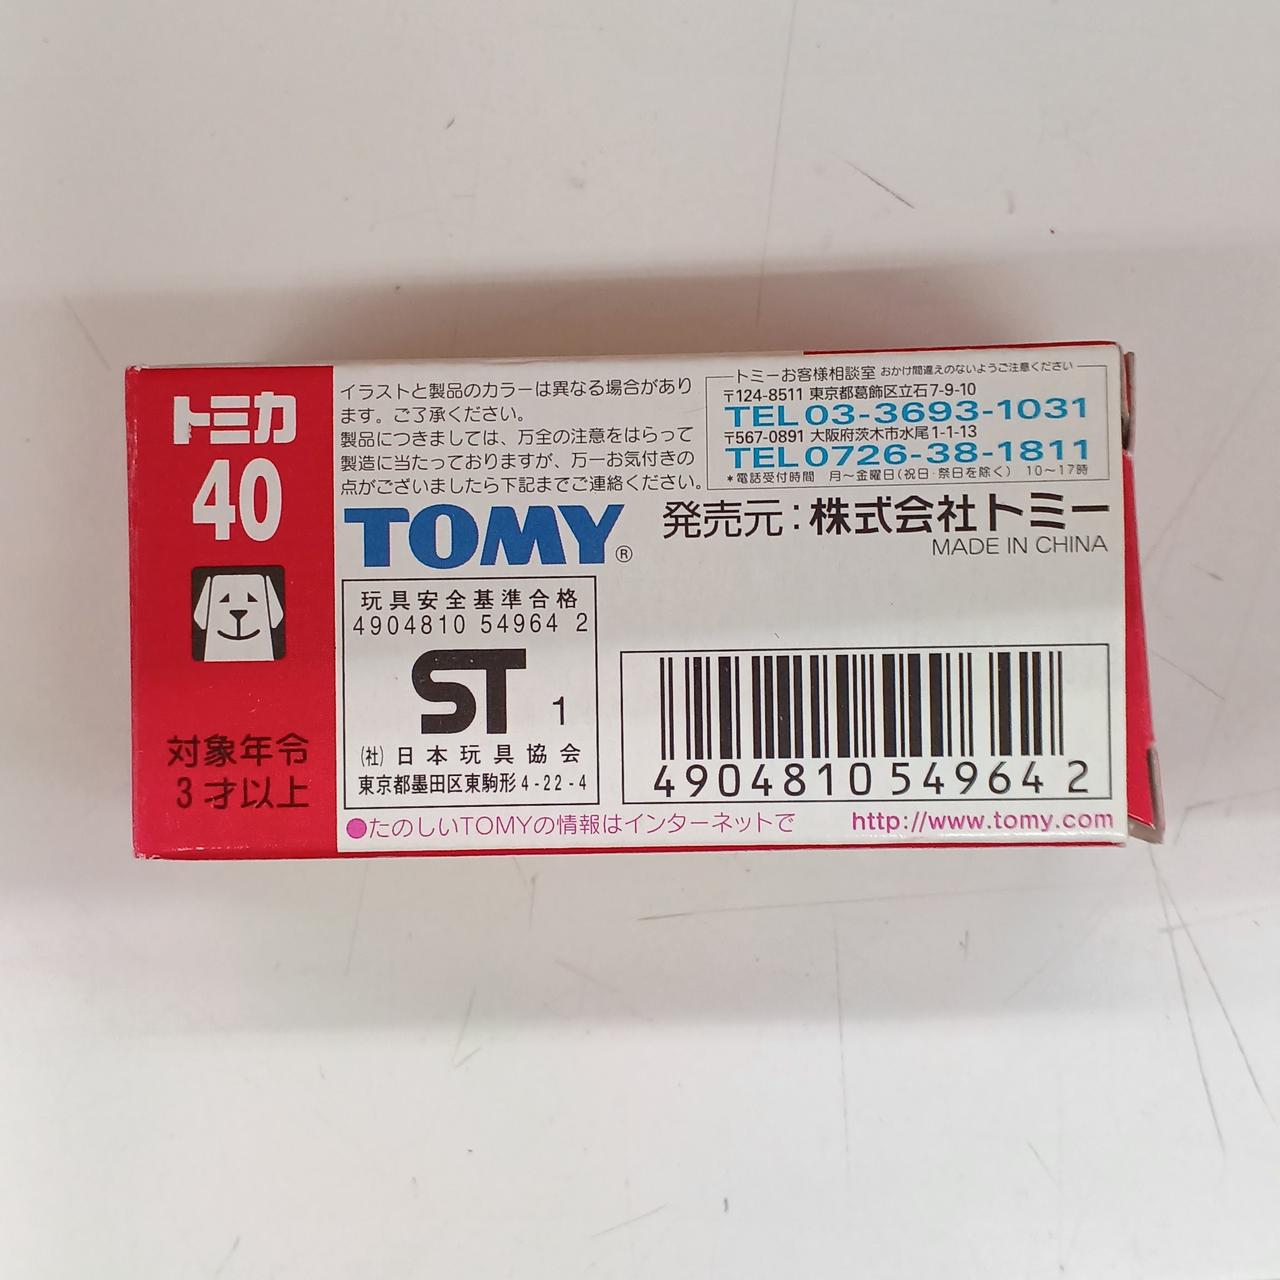 トミカ
40
対象年令
3才以上
イラストと製品のカラーは異なる場合があり
ます。ご了承ください。
製品につきましては、万全の注意をはらって
製造に当たっておりますが、万一お気付きの
点がございましたら下記までご連絡ください。
トミーお客様相談室 おかけ間違えのないようご注意ください
〒124-8511 東京都葛飾区立石7-9-10
TEL03-3693-1031
〒567-0891 大阪府茨木市水尾1-1-13
TEL0726-38-1811
*電話受付時間 月〜金曜日(祝日・祭日を除く) 10〜17時
TOMY®
発売元:株式会社トミー
MADE IN CHINA
玩具安全基準合格
4904810 54964 2
ST 1
(社)日本玩具協会
東京都墨田区東駒形4-22-4
4904810549642
●たのしいTOMYの情報はインターネットで http://www.tomy.com